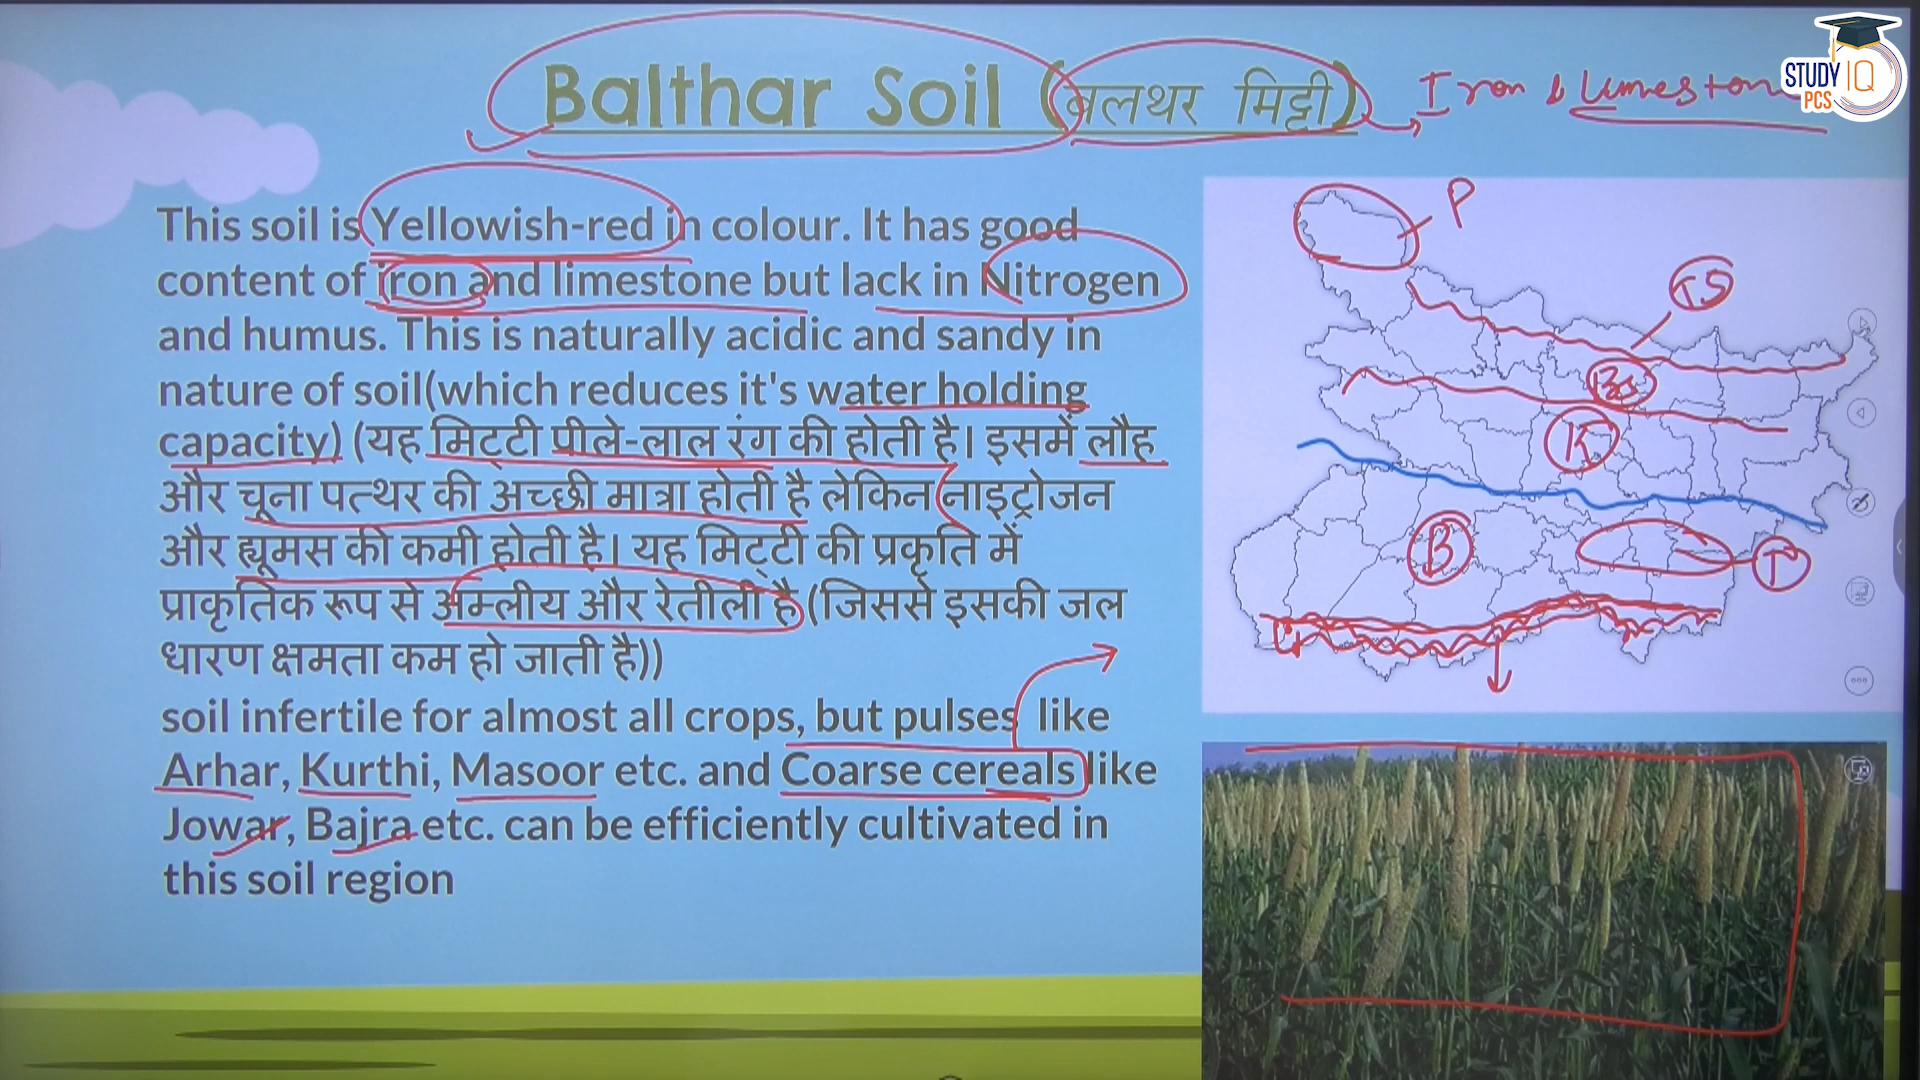 Balthar Soil (बलथर मिट्टी)
Iron & Limestone
STUDY IQ
PCS
This soil is Yellowish-red in colour. It has good
content of iron and limestone but lack in Nitrogen
and humus. This is naturally acidic and sandy in
nature of soil(which reduces it's water holding
capacity) (यह मिट्टी पीले-लाल रंग की होती है। इसमें लौह
और चूना पत्थर की अच्छी मात्रा होती है लेकिन नाइट्रोजन
और ह्यूमस की कमी होती है। यह मिट्टी की प्रकृति में
प्राकृतिक रूप से अम्लीय और रेतीली है (जिससे इसकी जल
धारण क्षमता कम हो जाती है))
soil infertile for almost all crops, but pulses like
Arhar, Kurthi, Masoor etc. and Coarse cereals like
Jowar, Bajra etc. can be efficiently cultivated in
this soil region
P
TS
BS
K
B
T